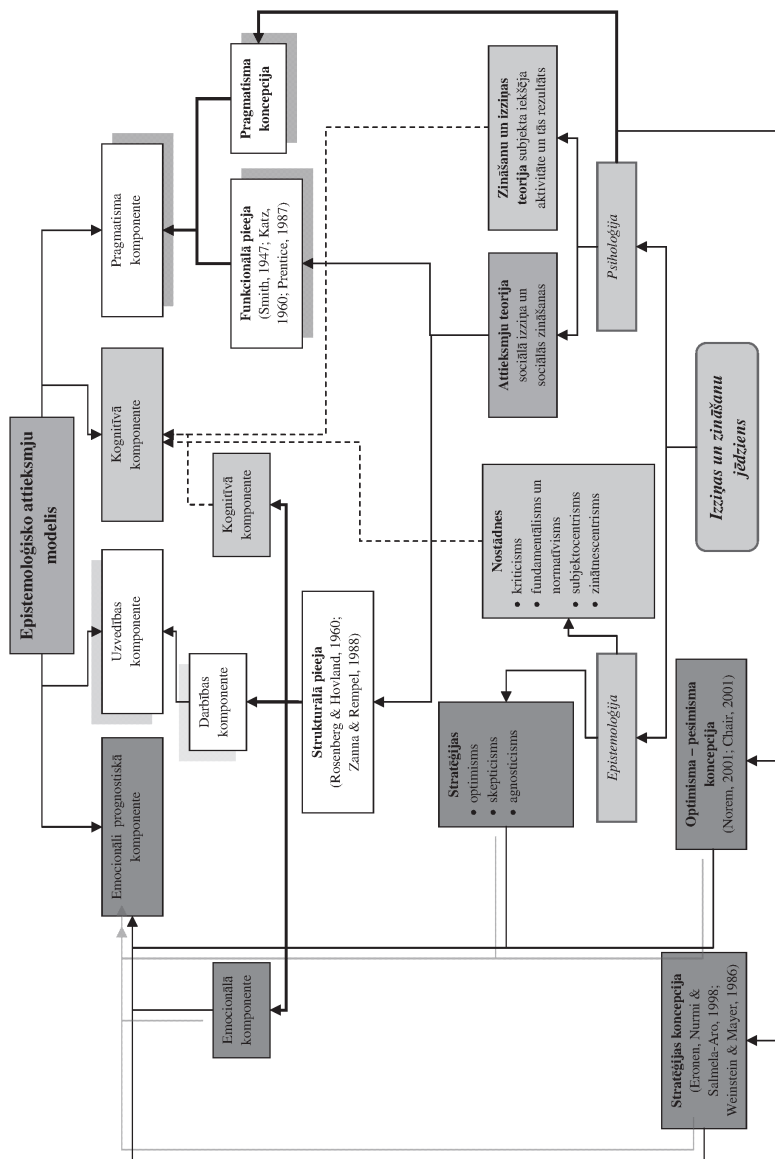 Epistemoloģisko attieksmju
modelis
Emocionāli prognostiskā
komponente
Uzvedības
komponente
Kognitīvā
komponente
Pragmatisma
komponente
Emocionālā
komponente
Darbības
komponente
Kognitīvā
komponente
Funkcionālā pieeja
(Smith, 1947; Katz,
1960; Prentice, 1987)
Pragmatisma
koncepcija
Strukturālā pieeja
(Rosenberg & Hovland, 1960;
Zanna & Rempel, 1988)
Stratēģijas
• optimisms
• skepticisms
• agnosticisms
Nostādnes
• kriticisms
• fundamentālisms un
normatīvisms
• subjektocentrisms
• zinātnescentrisms
Attieksmju teorija
sociālā izziņa un
sociālās zināšanas
Zināšanu un izziņas
teorija subjekta iekšēja
aktivitāte un tās rezultāts
Epistemoloģija
Psiholoģija
Stratēģijas koncepcija
(Eronen, Nurmi &
Salmela-Aro, 1998;
Weinstein & Mayer, 1986)
Optimisma – pesimisma
koncepcija
(Norem, 2001; Chair, 2001)
Izziņas un zināšanu
jēdziens